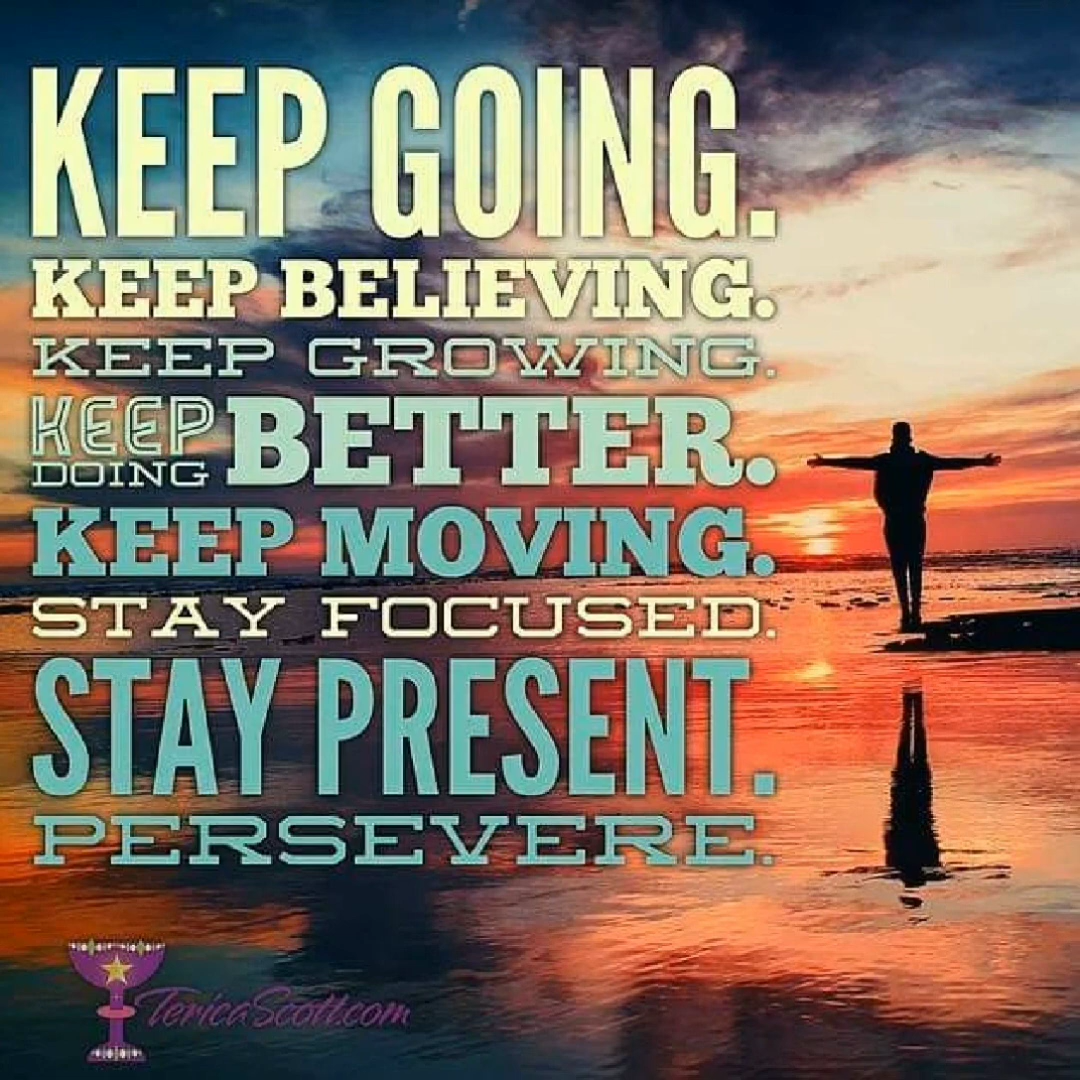 KEEP GOING.
KEEP BELIEVING.
KEEP GROWING.
KEEP DOING BETTER.
KEEP MOVING.
STAY FOCUSED.
STAY PRESENT.
PERSEVERE.
TericaScott.com